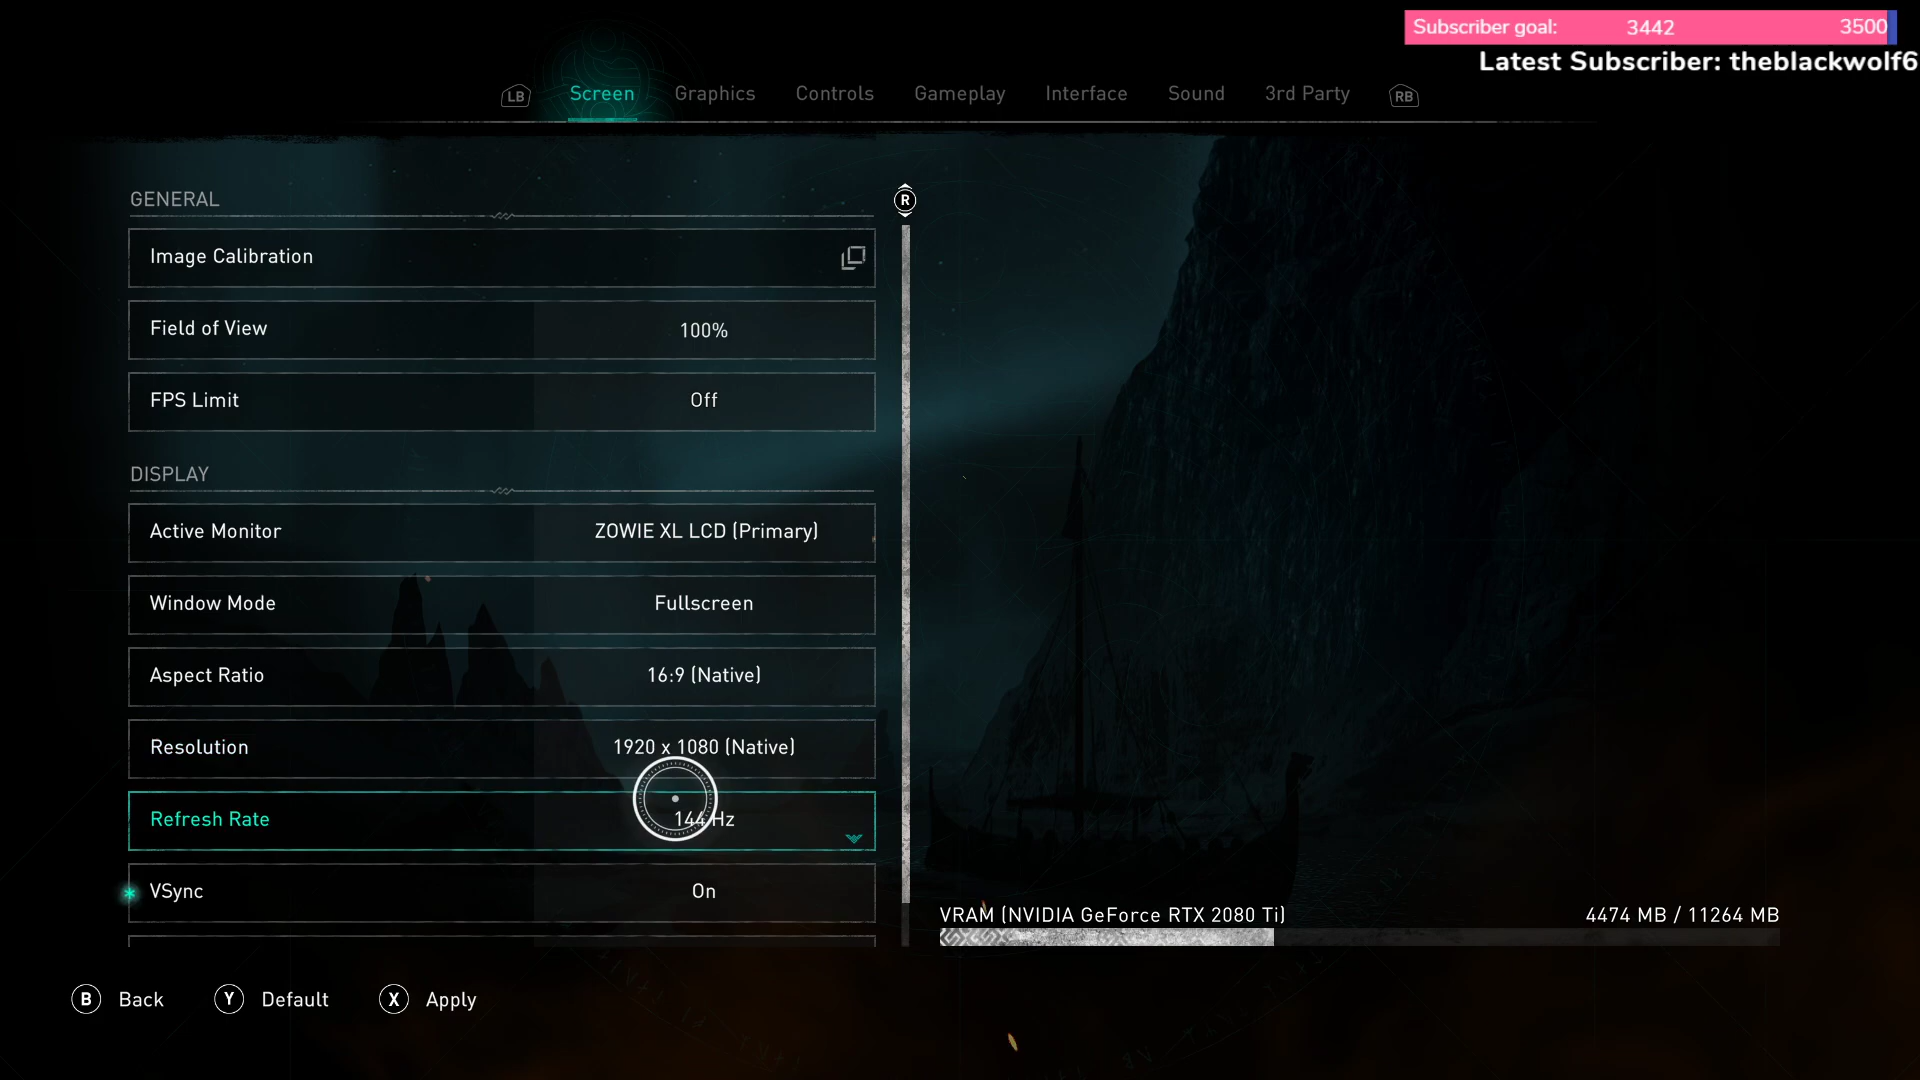 Subscriber goal: 3442 3500
Latest Subscriber: theblackwolf6
LB Screen Graphics Controls Gameplay Interface Sound 3rd Party RB
GENERAL
R
Image Calibration
Field of View 100%
FPS Limit Off
DISPLAY
Active Monitor ZOWIE XL LCD (Primary)
Window Mode Fullscreen
Aspect Ratio 16:9 (Native)
Resolution 1920 x 1080 (Native)
Refresh Rate 144 Hz
* VSync On
VRAM (NVIDIA GeForce RTX 2080 Ti) 4474 MB / 11264 MB
B Back Y Default X Apply